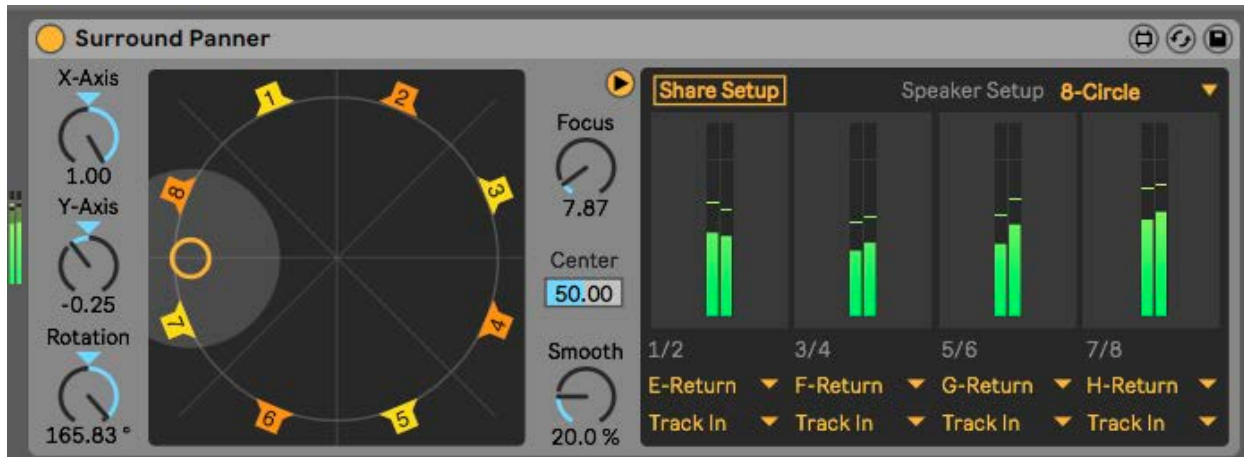 Surround Panner
X-Axis
1.00
Y-Axis
-0.25
Rotation
165.83 °
1
2
3
4
5
6
7
8
Focus
7.87
Center
50.00
Smooth
20.0 %
Share Setup
Speaker Setup 8-Circle
1/2 3/4 5/6 7/8
E-Return F-Return G-Return H-Return
Track In Track In Track In Track In